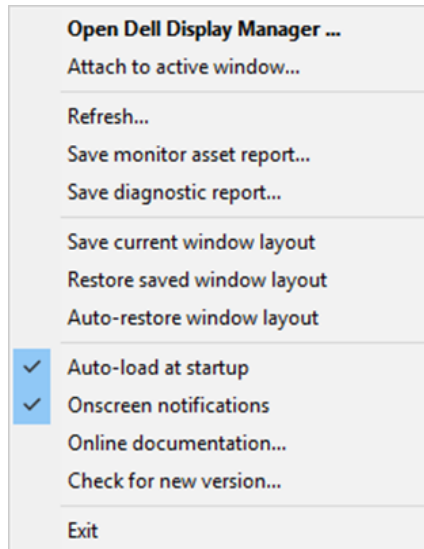 Open Dell Display Manager ...
Attach to active window...
Refresh...
Save monitor asset report...
Save diagnostic report...
Save current window layout
Restore saved window layout
Auto-restore window layout
Auto-load at startup
Onscreen notifications
Online documentation...
Check for new version...
Exit